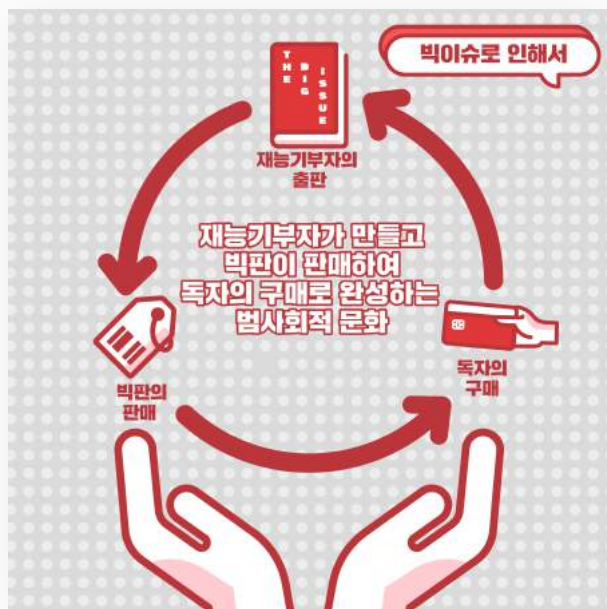 빅이슈로 인해서
THE
BIG
ISSUE
재능기부자의
출판
재능기부자가 만들고
빅판이 판매하여
독자의 구매로 완성하는
범사회적 문화
빅판의
판매
독자의
구매